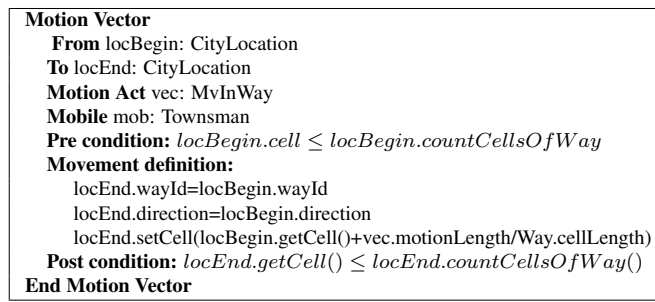 Motion Vector
From locBegin: CityLocation
To locEnd: CityLocation
Motion Act vec: MvInWay
Mobile mob: Townsman
Pre condition: locBegin.cell ≤ locBegin.countCellsOfWay
Movement definition:
locEnd.wayId=locBegin.wayId
locEnd.direction=locBegin.direction
locEnd.setCell(locBegin.getCell()+vec.motionLength/Way.cellLength)
Post condition: locEnd.getCell() ≤ locEnd.countCellsOfWay()
End Motion Vector